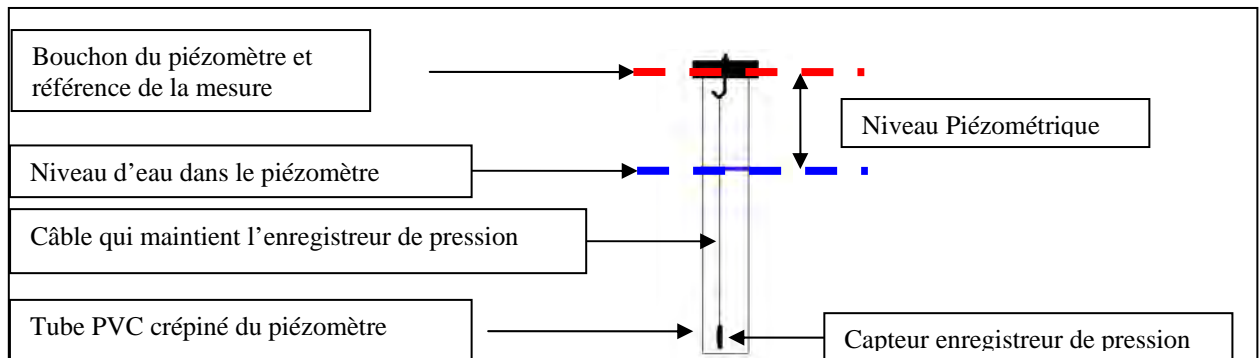 Bouchon du piézomètre et
référence de la mesure
Niveau Piézométrique
Niveau d’eau dans le piézomètre
Câble qui maintient l’enregistreur de pression
Tube PVC crépiné du piézomètre
Capteur enregistreur de pression